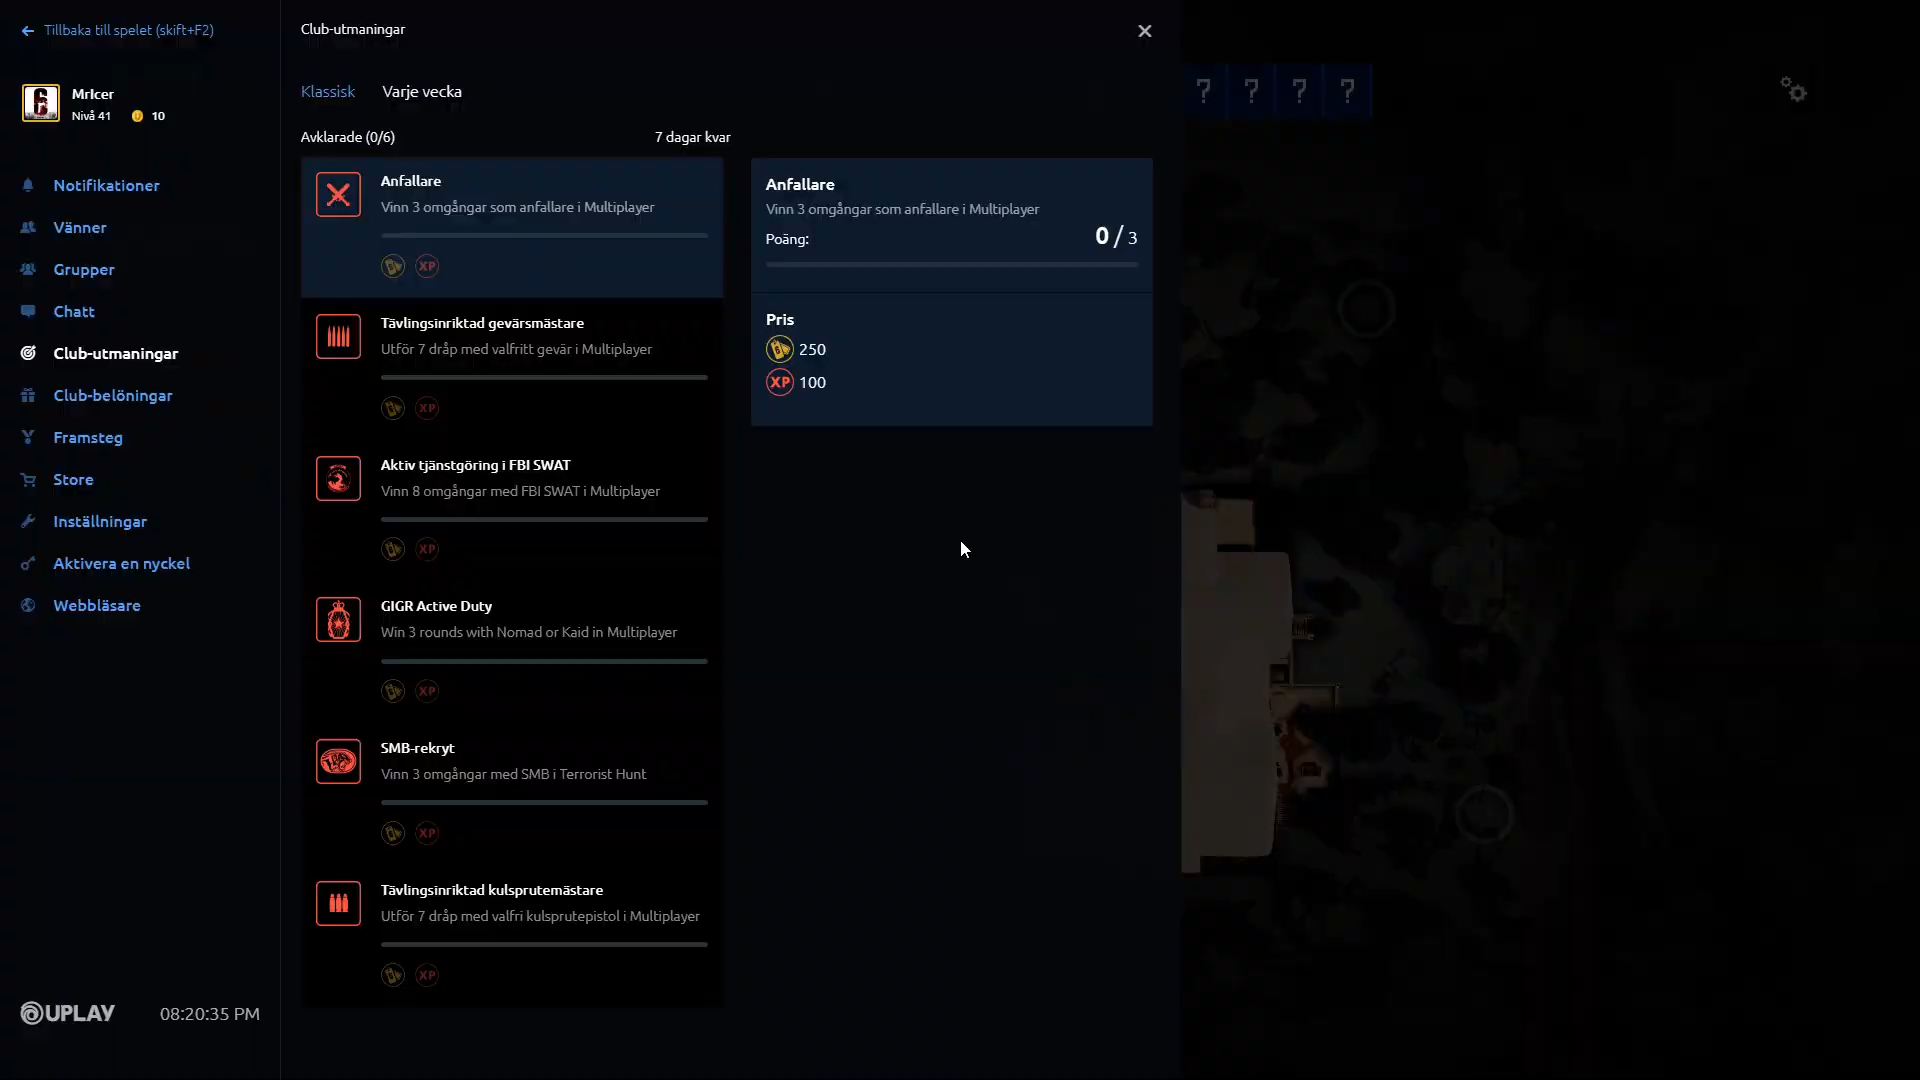 Tillbaka till spelet (skift+F2)
MrIcer
Nivå 41 10
Notifikationer
Vänner
Grupper
Chatt
Club-utmaningar
Club-belöningar
Framsteg
Store
Inställningar
Aktivera en nyckel
Webbläsare
UPLAY 08:20:35 PM
Club-utmaningar
Klassisk Varje vecka
Avklarade (0/6) 7 dagar kvar
Anfallare
Vinn 3 omgångar som anfallare i Multiplayer
XP
Tävlingsinriktad gevärsmästare
Utför 7 dråp med valfritt gevär i Multiplayer
XP
Aktiv tjänstgöring i FBI SWAT
Vinn 8 omgångar med FBI SWAT i Multiplayer
XP
GIGR Active Duty
Win 3 rounds with Nomad or Kaid in Multiplayer
XP
SMB-rekryt
Vinn 3 omgångar med SMB i Terrorist Hunt
XP
Tävlingsinriktad kulsprutemästare
Utför 7 dråp med valfri kulsprutepistol i Multiplayer
XP
Anfallare
Vinn 3 omgångar som anfallare i Multiplayer
Poäng: 0 / 3
Pris
250
XP 100
? ? ? ?